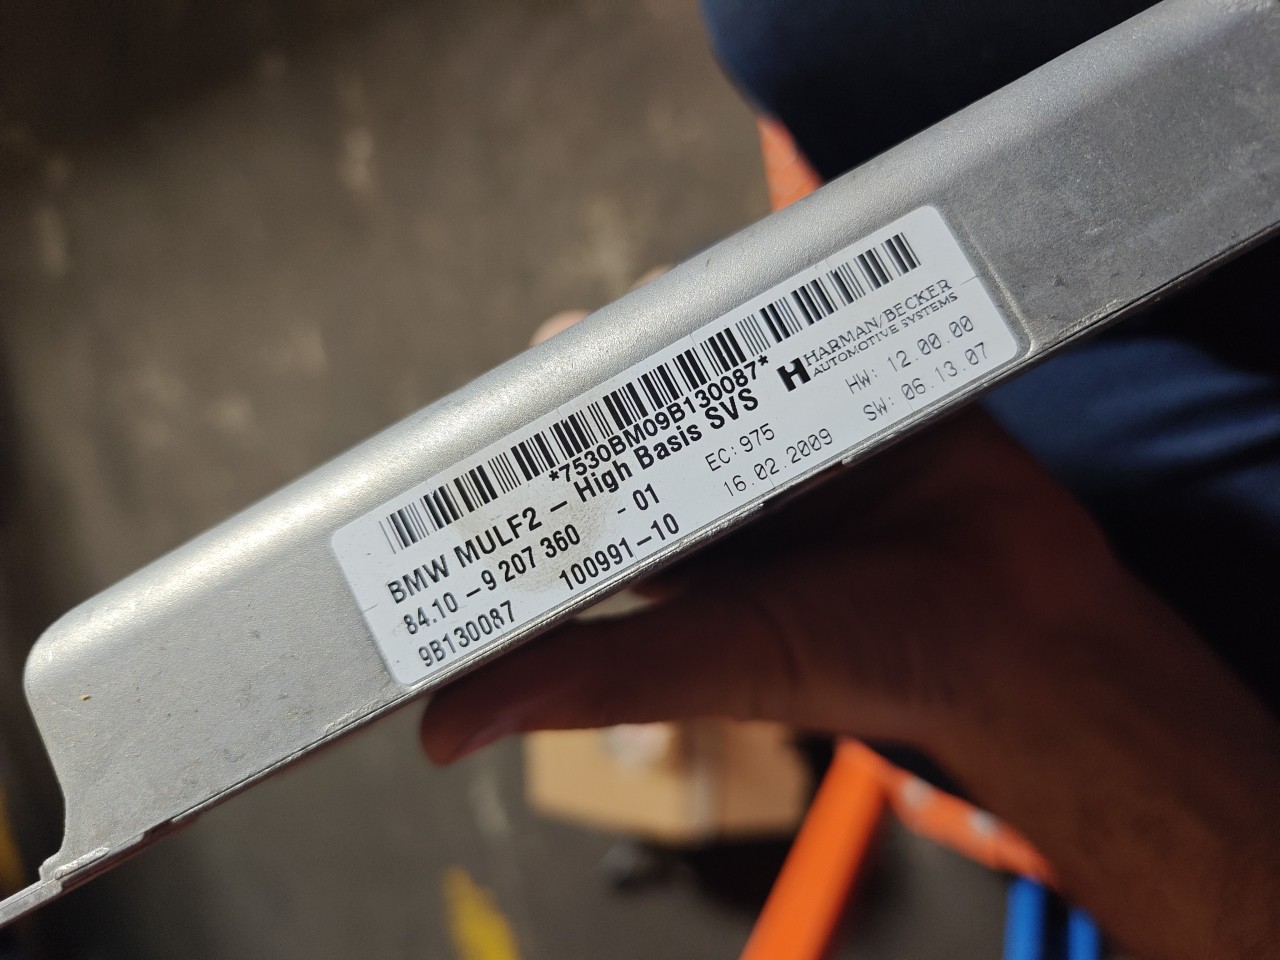 *7530BM09B130087*
BMW MULF2 – High Basis SVS
HARMAN/BECKER
AUTOMOTIVE SYSTEMS
84.10 – 9 207 360 - 01
EC: 975
HW: 12.00.00
9B130087 100991–10
16.02.2009
SW: 06.13.07